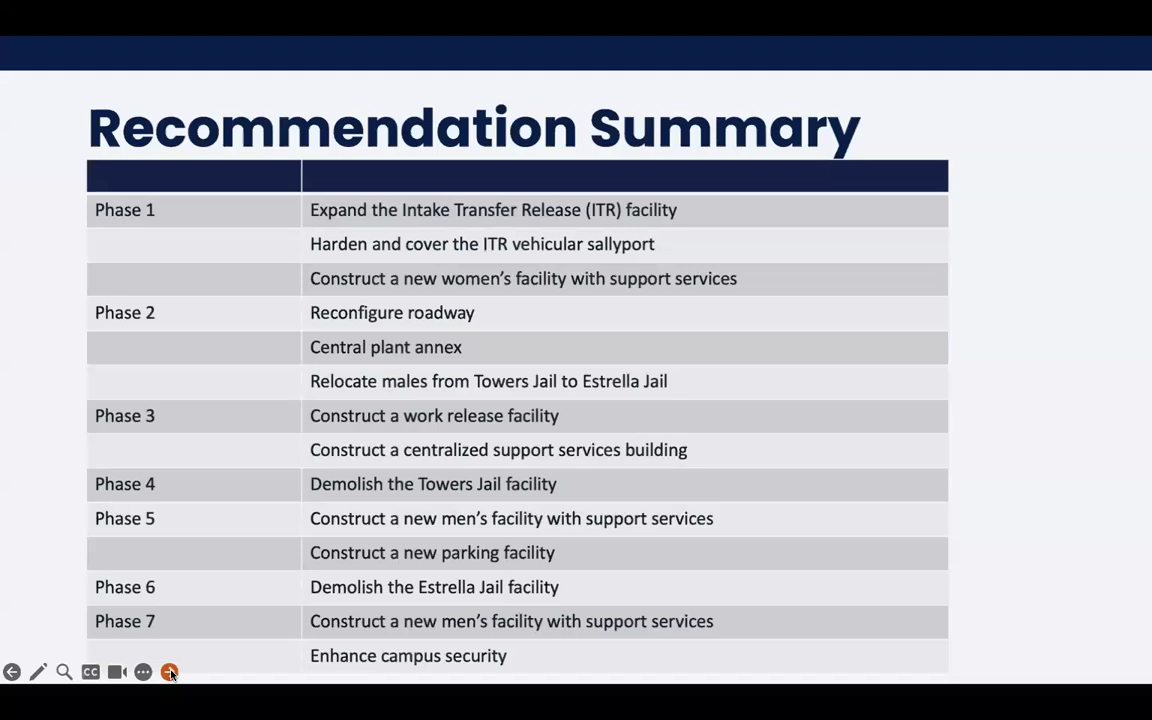 Recommendation Summary
Phase 1 Expand the Intake Transfer Release (ITR) facility
Harden and cover the ITR vehicular sallyport
Construct a new women's facility with support services
Phase 2 Reconfigure roadway
Central plant annex
Relocate males from Towers Jail to Estrella Jail
Phase 3 Construct a work release facility
Construct a centralized support services building
Phase 4 Demolish the Towers Jail facility
Phase 5 Construct a new men's facility with support services
Construct a new parking facility
Phase 6 Demolish the Estrella Jail facility
Phase 7 Construct a new men's facility with support services
Enhance campus security
CC